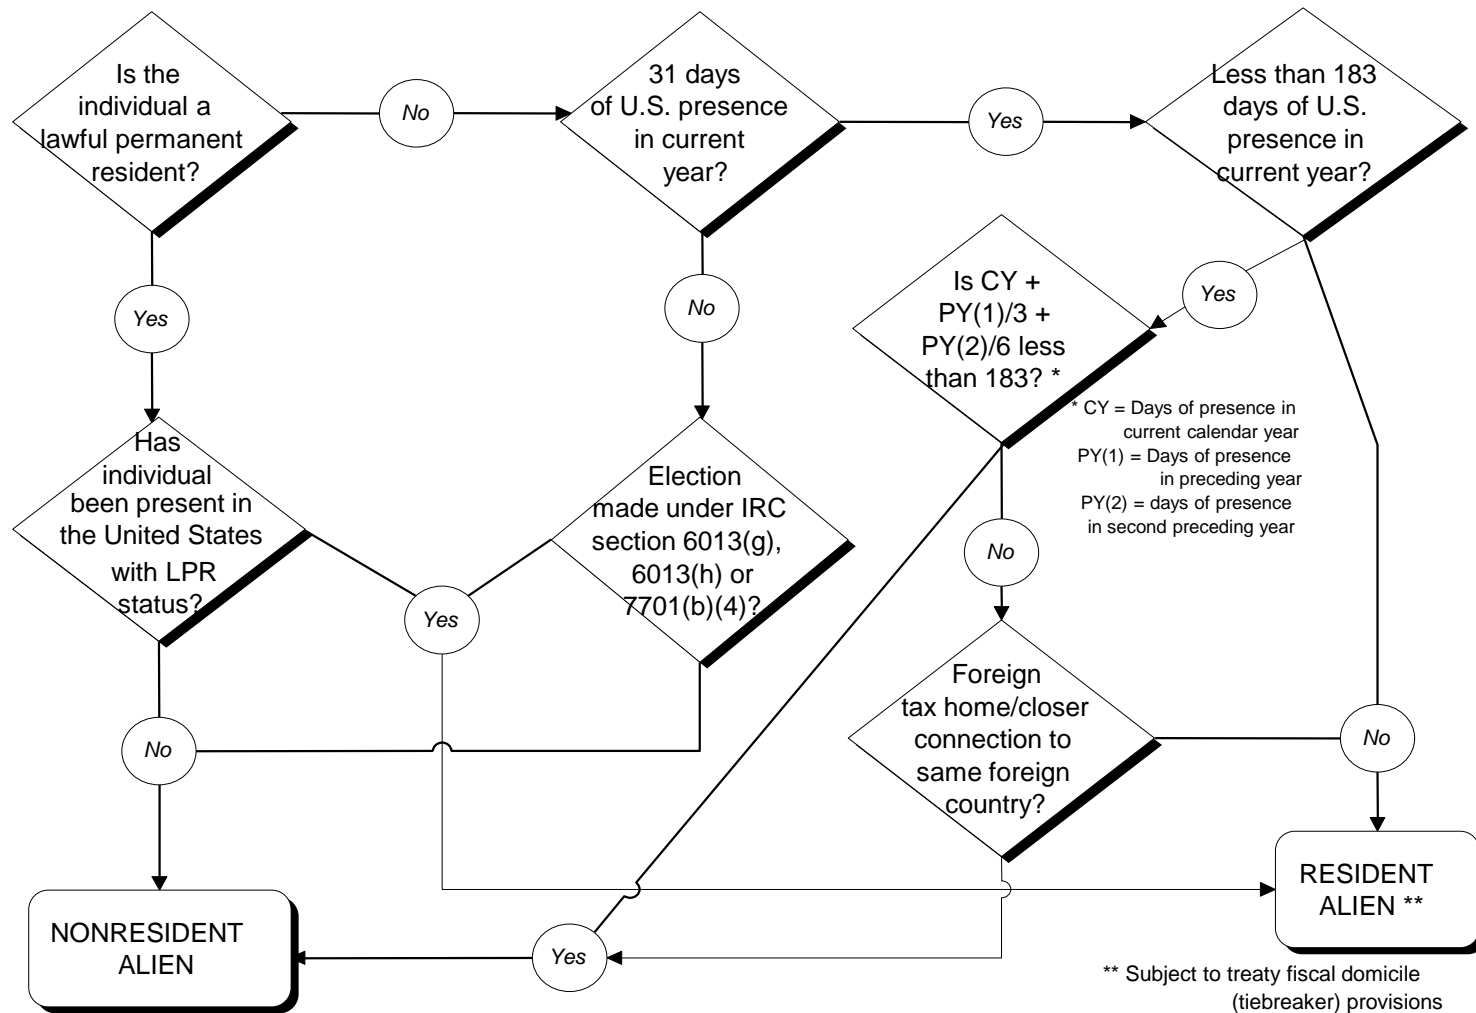 Is the
individual a
lawful permanent
resident?
No
31 days
of U.S. presence
in current
year?
Yes
Less than 183
days of U.S.
presence in
current year?
Yes
No
Is CY +
PY(1)/3 +
PY(2)/6 less
than 183? *
Yes
* CY = Days of presence in
current calendar year
PY(1) = Days of presence
in preceding year
PY(2) = days of presence
in second preceding year
Has
individual
been present in
the United States
with LPR
status?
Election
made under IRC
section 6013(g),
6013(h) or
7701(b)(4)?
Yes
No
Foreign
tax home/closer
connection to
same foreign
country?
No
No
NONRESIDENT
ALIEN
Yes
RESIDENT
ALIEN **
** Subject to treaty fiscal domicile
(tiebreaker) provisions